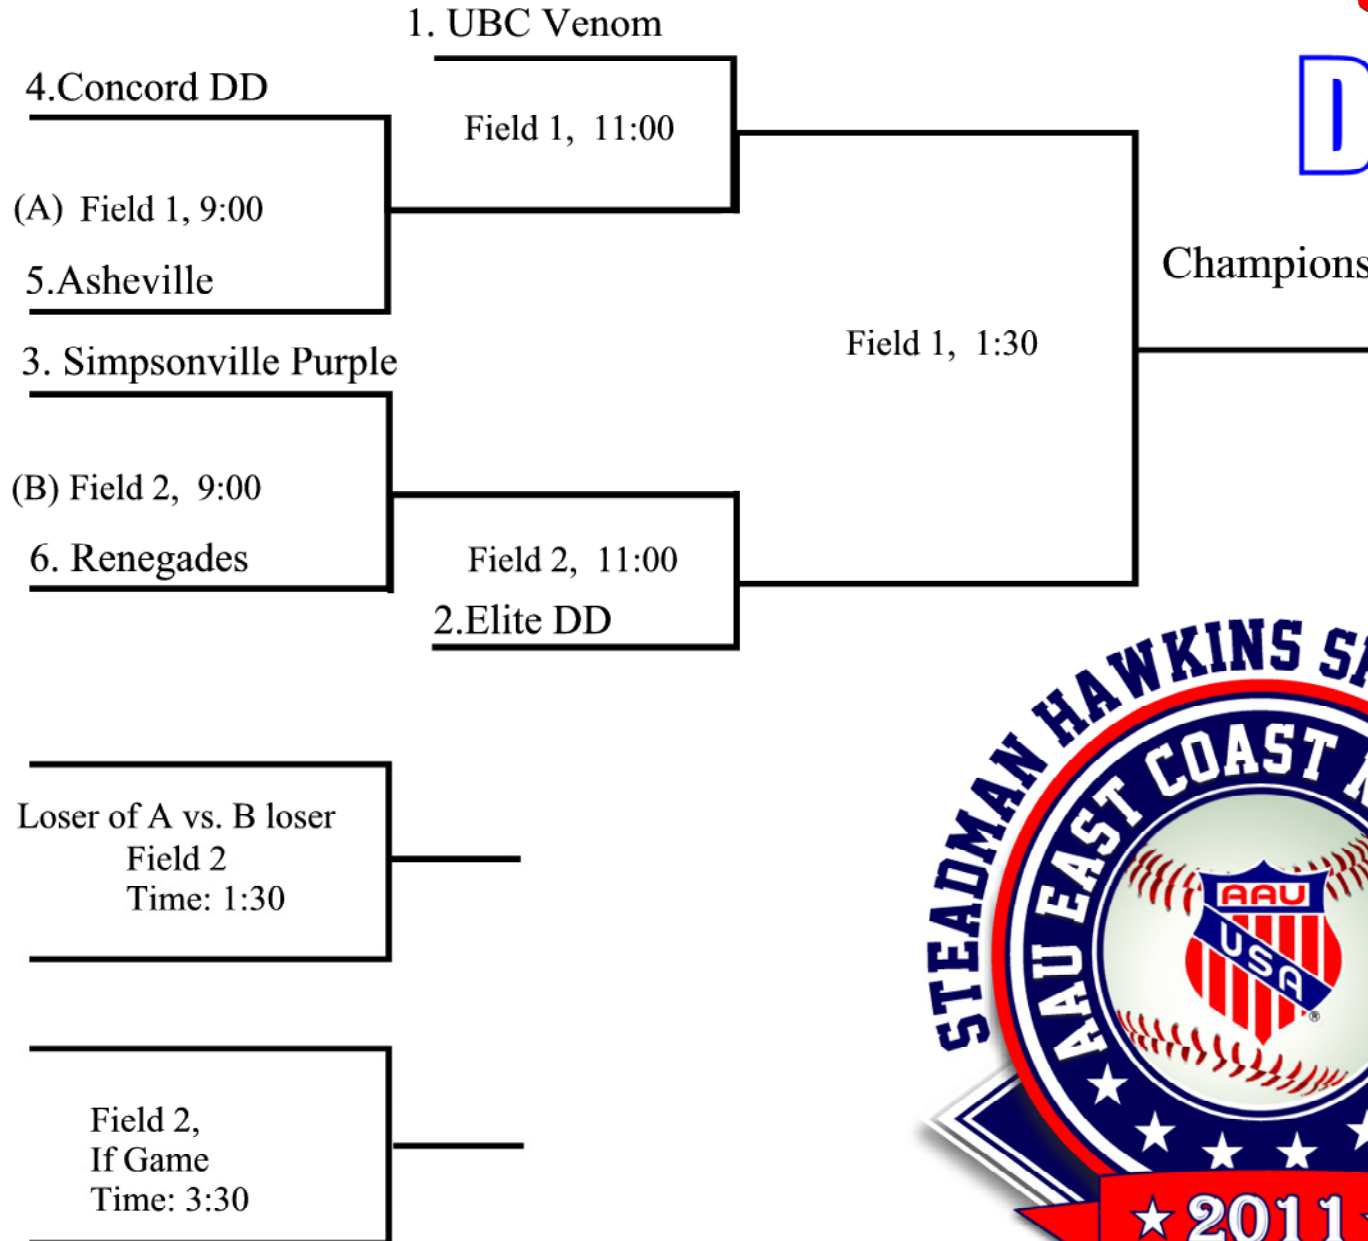 1. UBC Venom
4.Concord DD
Field 1, 11:00
(A) Field 1, 9:00
5.Asheville
Champions
3. Simpsonville Purple
Field 1, 1:30
(B) Field 2, 9:00
6. Renegades
Field 2, 11:00
2.Elite DD
Loser of A vs. B loser
Field 2
Time: 1:30
Field 2,
If Game
Time: 3:30
D
STEADMAN HAWKINS
AAU EAST COAST
AAU
USA
®
★ 2011